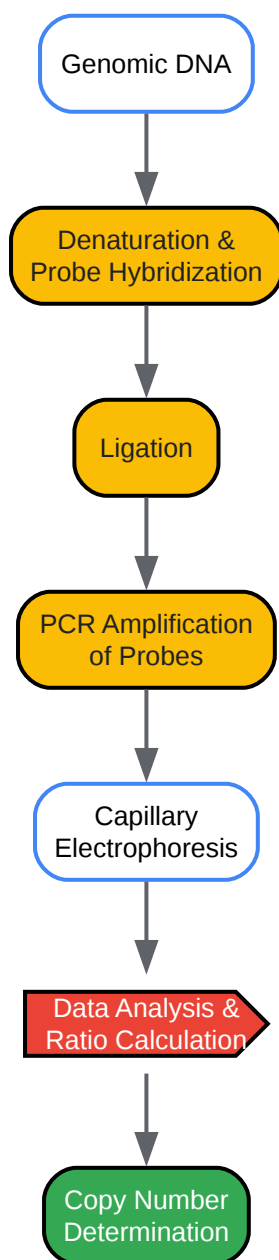 Genomic DNA
Denaturation &
Probe Hybridization
Ligation
PCR Amplification
of Probes
Capillary
Electrophoresis
Data Analysis &
Ratio Calculation
Copy Number
Determination